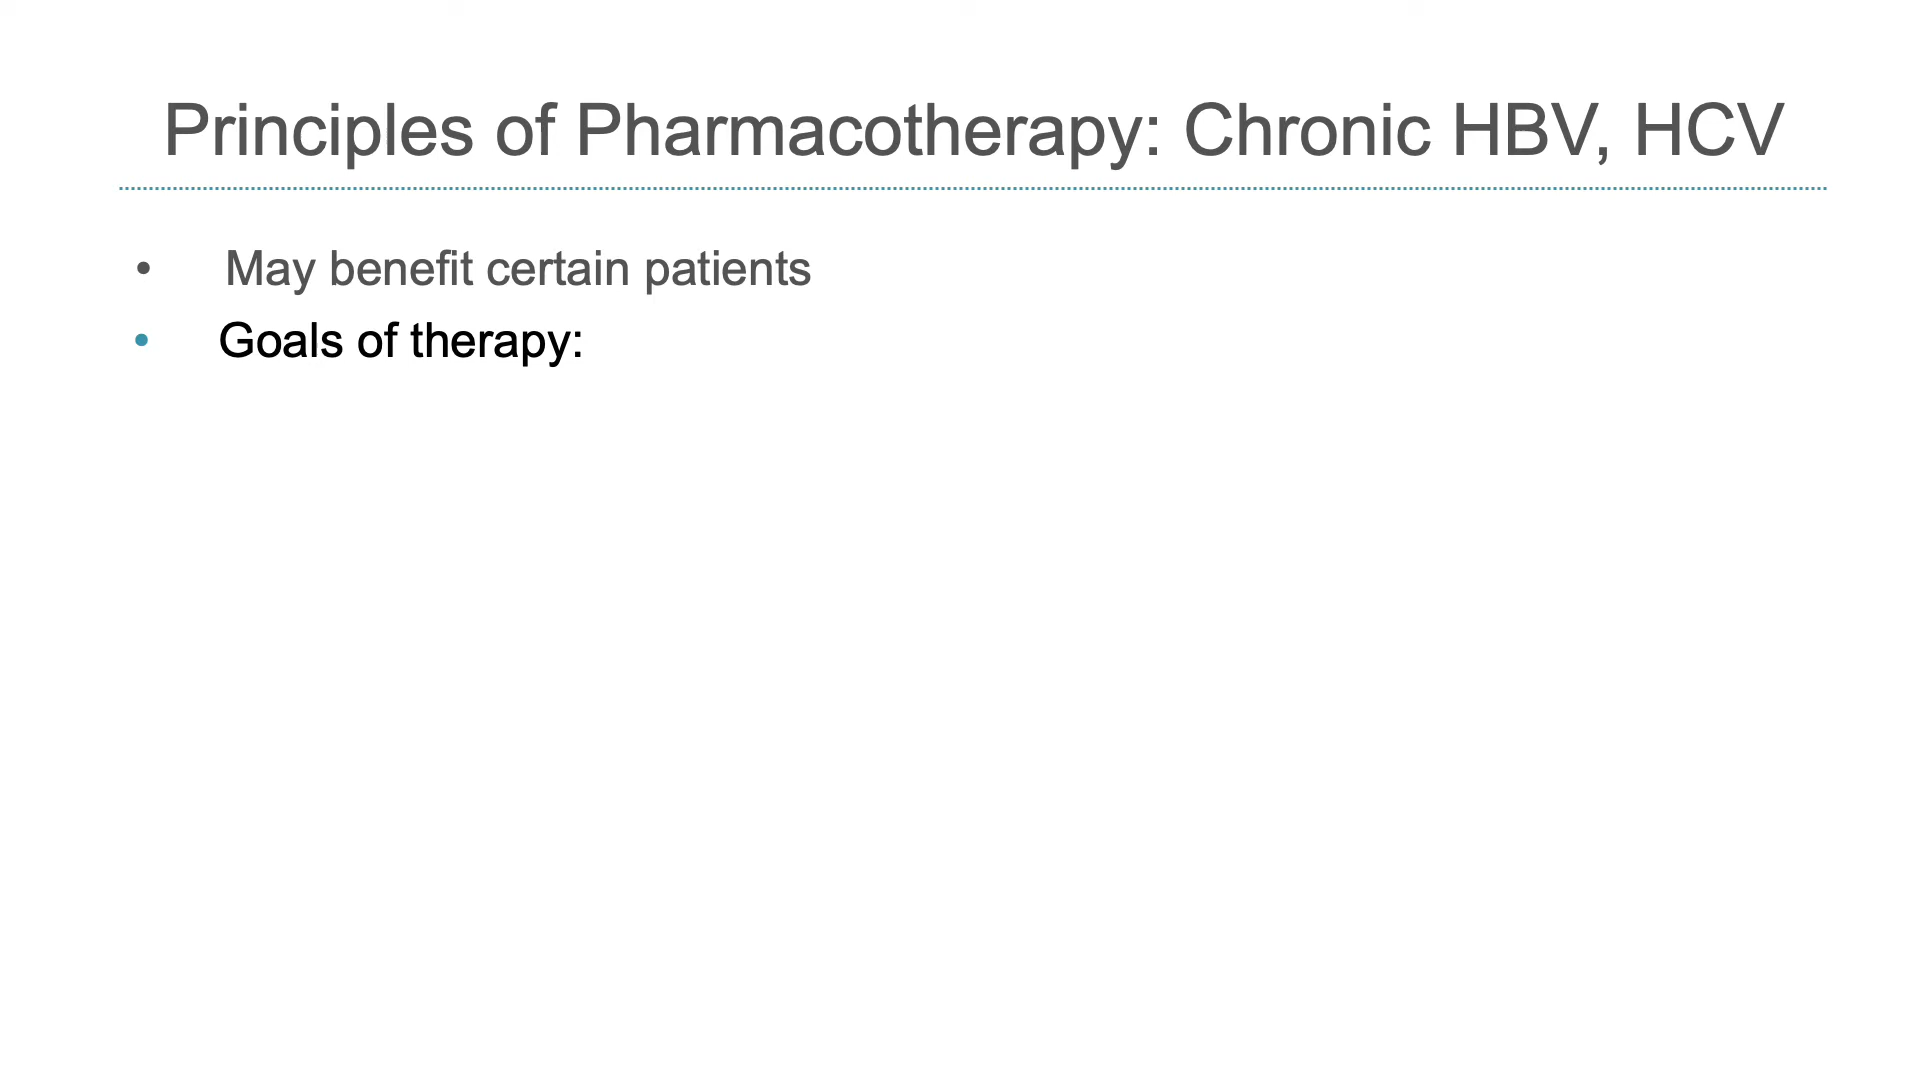 Principles of Pharmacotherapy: Chronic HBV, HCV
• May benefit certain patients
• Goals of therapy: